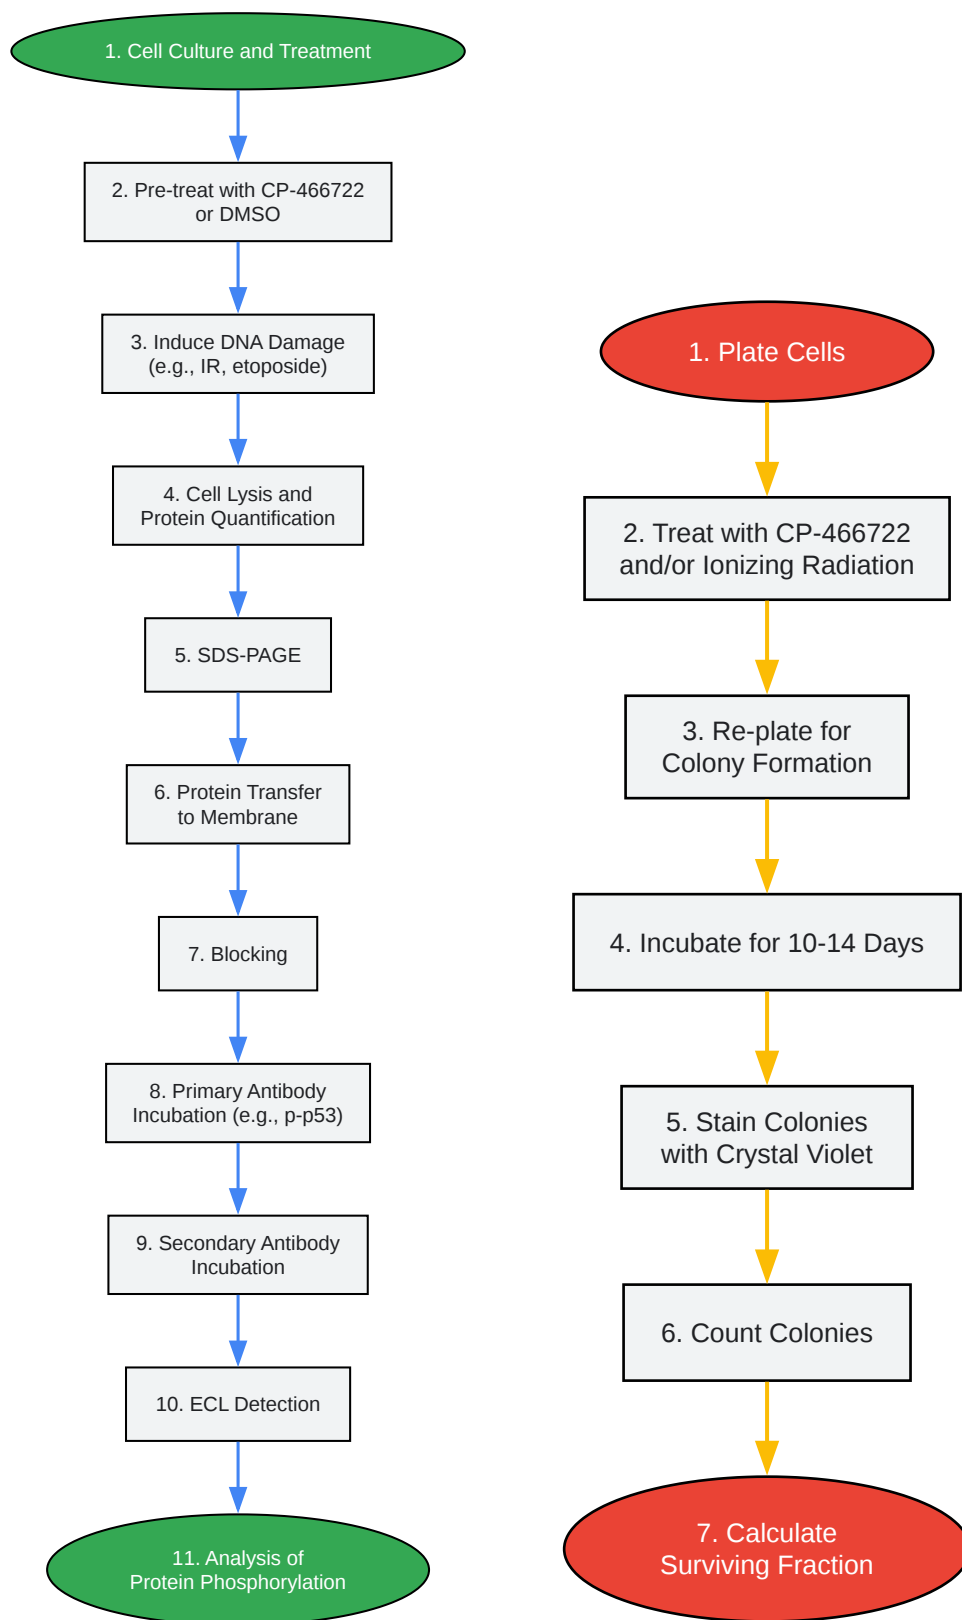 1. Cell Culture and Treatment
2. Pre-treat with CP-466722
or DMSO
3. Induce DNA Damage
(e.g., IR, etoposide)
4. Cell Lysis and
Protein Quantification
5. SDS-PAGE
6. Protein Transfer
to Membrane
7. Blocking
8. Primary Antibody
Incubation (e.g., p-p53)
9. Secondary Antibody
Incubation
10. ECL Detection
11. Analysis of
Protein Phosphorylation
1. Plate Cells
2. Treat with CP-466722
and/or Ionizing Radiation
3. Re-plate for
Colony Formation
4. Incubate for 10-14 Days
5. Stain Colonies
with Crystal Violet
6. Count Colonies
7. Calculate
Surviving Fraction